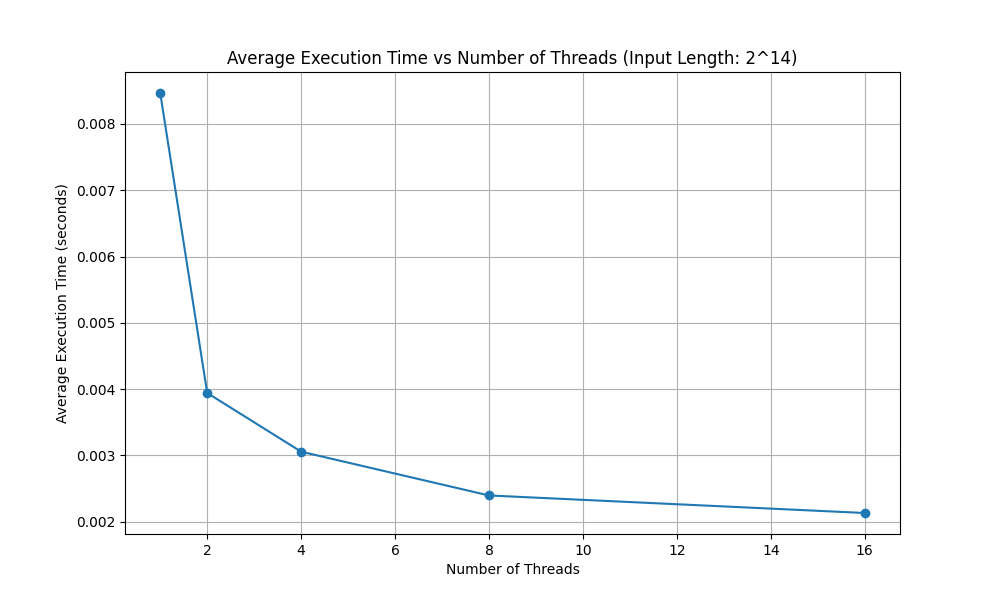 Average Execution Time vs Number of Threads (Input Length: 2^14)
0.008
0.007
0.006
0.005
0.004
0.003
0.002
Average Execution Time (seconds)
2 4 6 8 10 12 14 16
Number of Threads